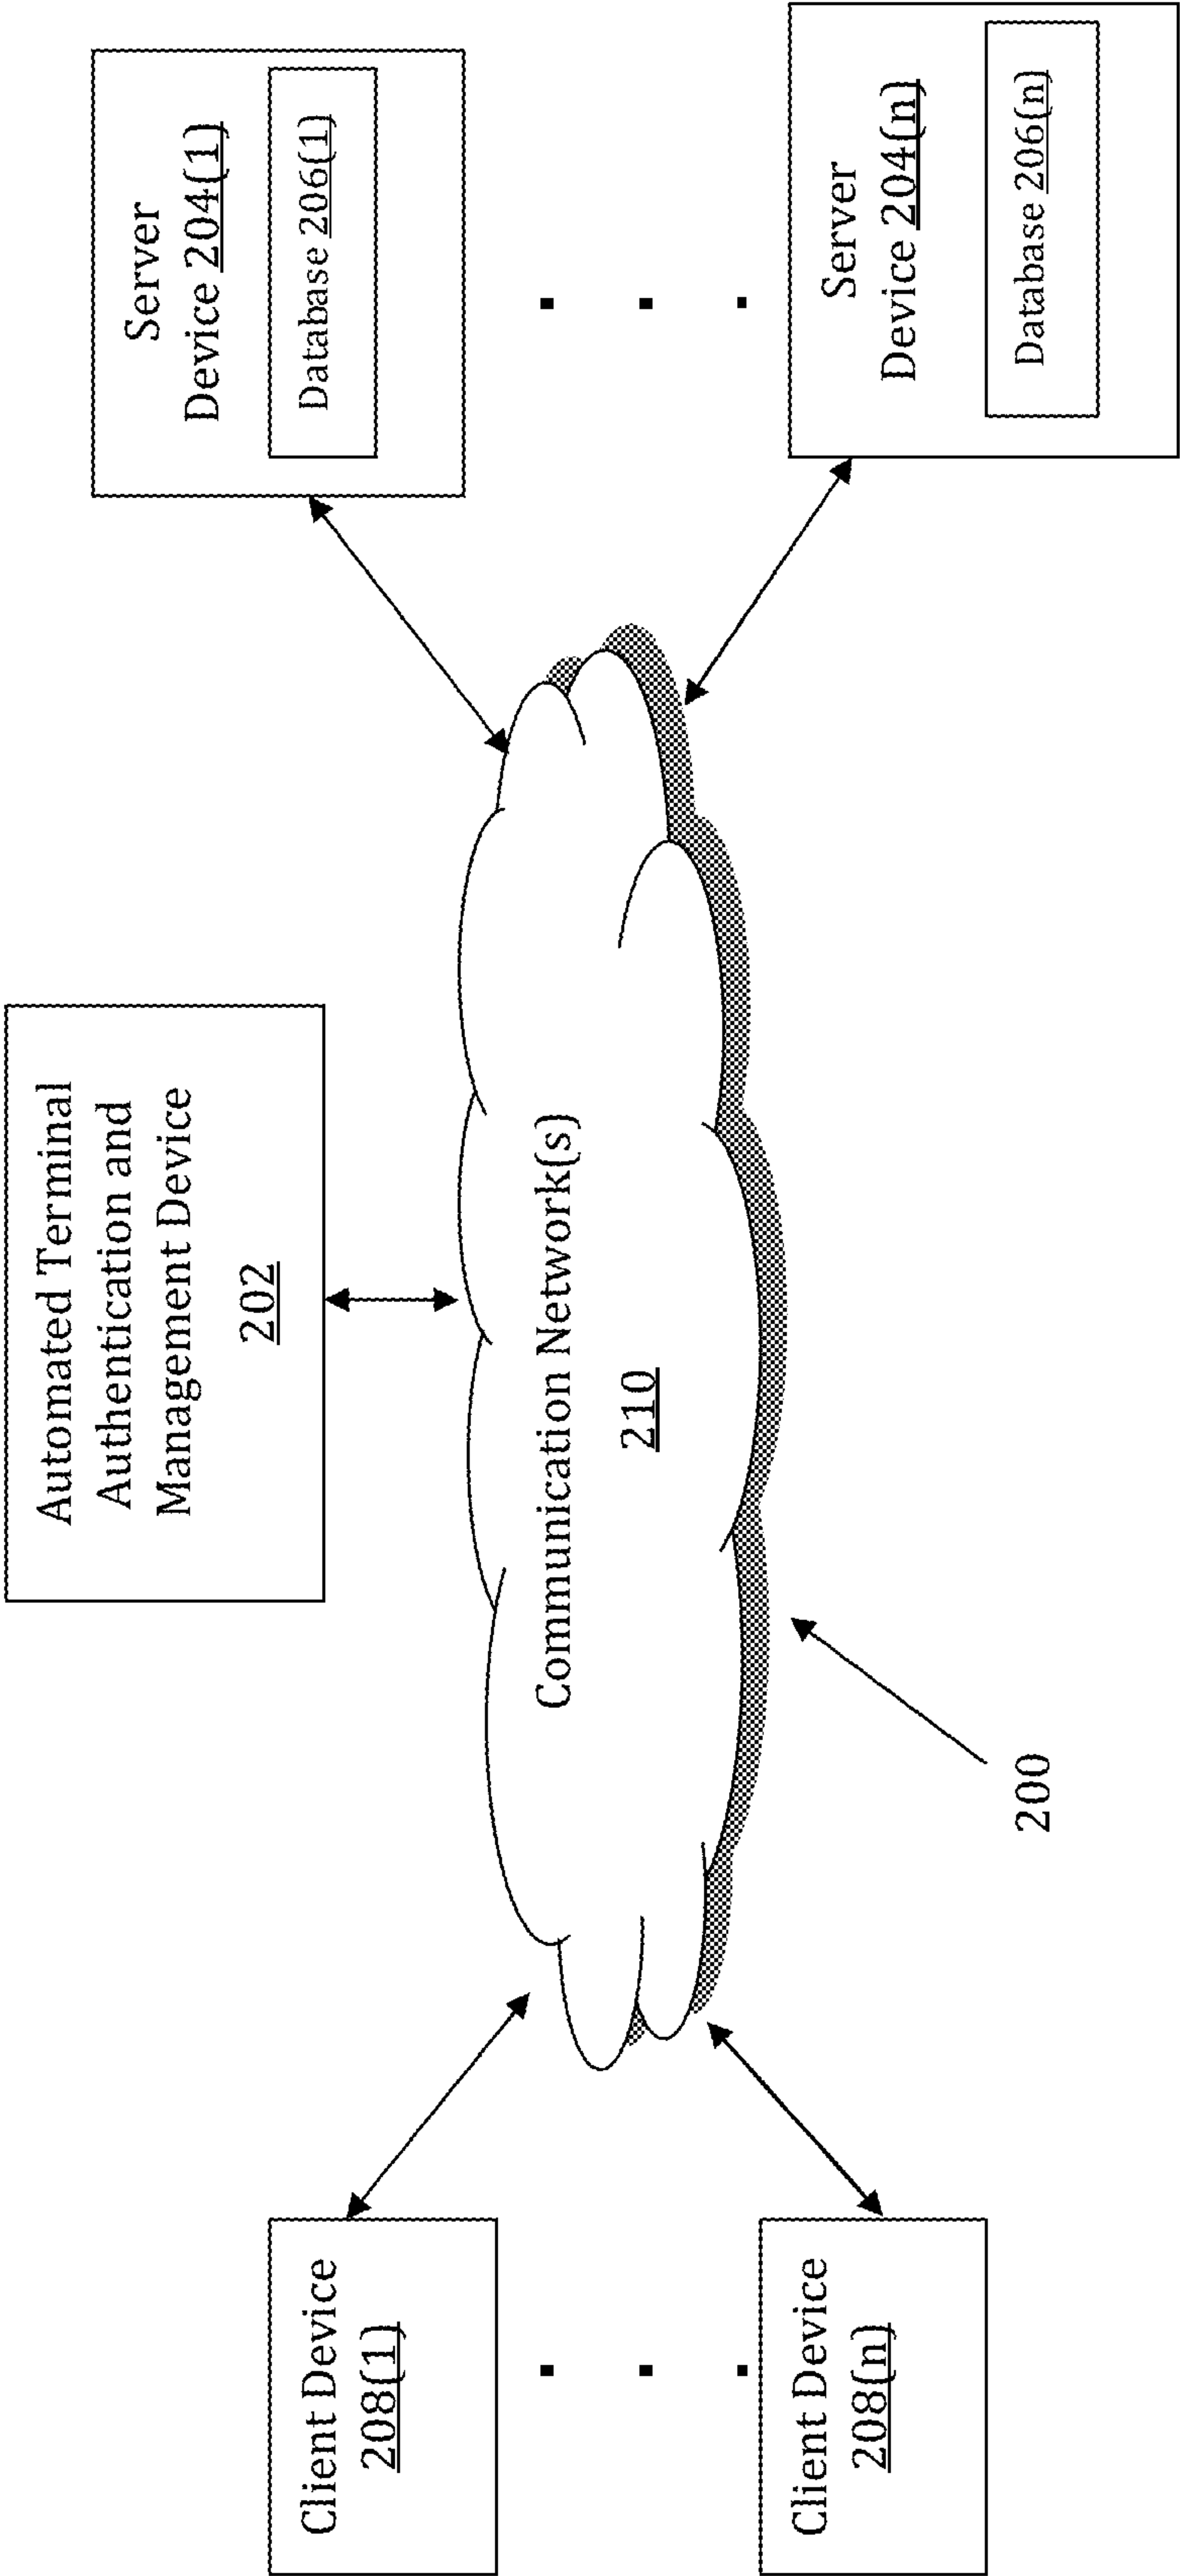 Automated Terminal
Authentication and
Management Device
202
Server
Device 204(1)
Database 206(1)
Client Device
208(1)
Communication Network(s)
210
Server
Device 204(n)
Database 206(n)
Client Device
208(n)
200